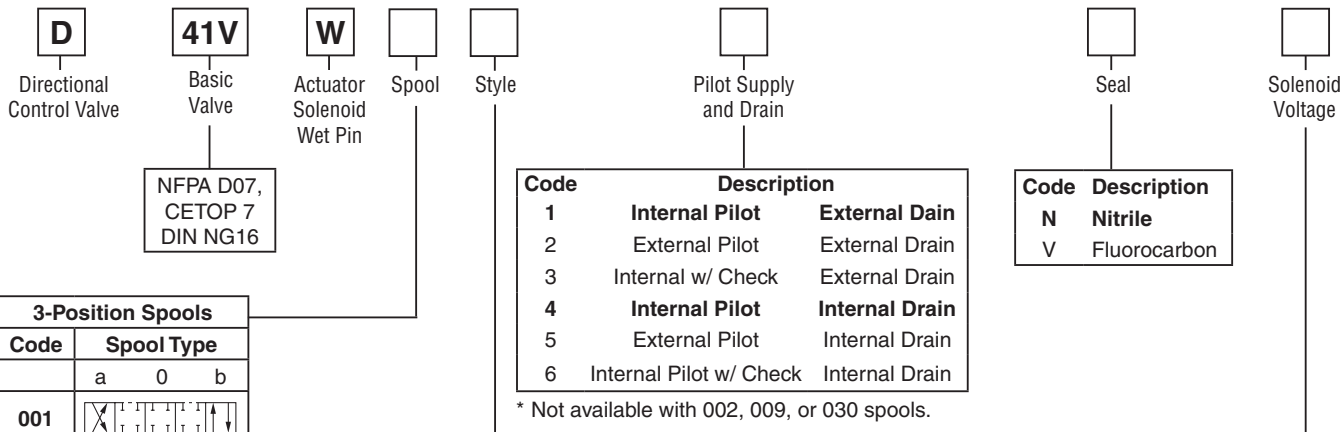 D 41V W
Directional Control Valve
Basic Valve
Actuator Solenoid Wet Pin
Spool
Style
Pilot Supply and Drain
Seal
Solenoid Voltage
NFPA D07,
CETOP 7
DIN NG16
Code Description
1 Internal Pilot External Dain
2 External Pilot External Drain
3 Internal w/ Check External Drain
4 Internal Pilot Internal Drain
5 External Pilot Internal Drain
6 Internal Pilot w/ Check Internal Drain
* Not available with 002, 009, or 030 spools.
Code Description
N Nitrile
V Fluorocarbon
3-Position Spools
Code Spool Type
a 0 b
001